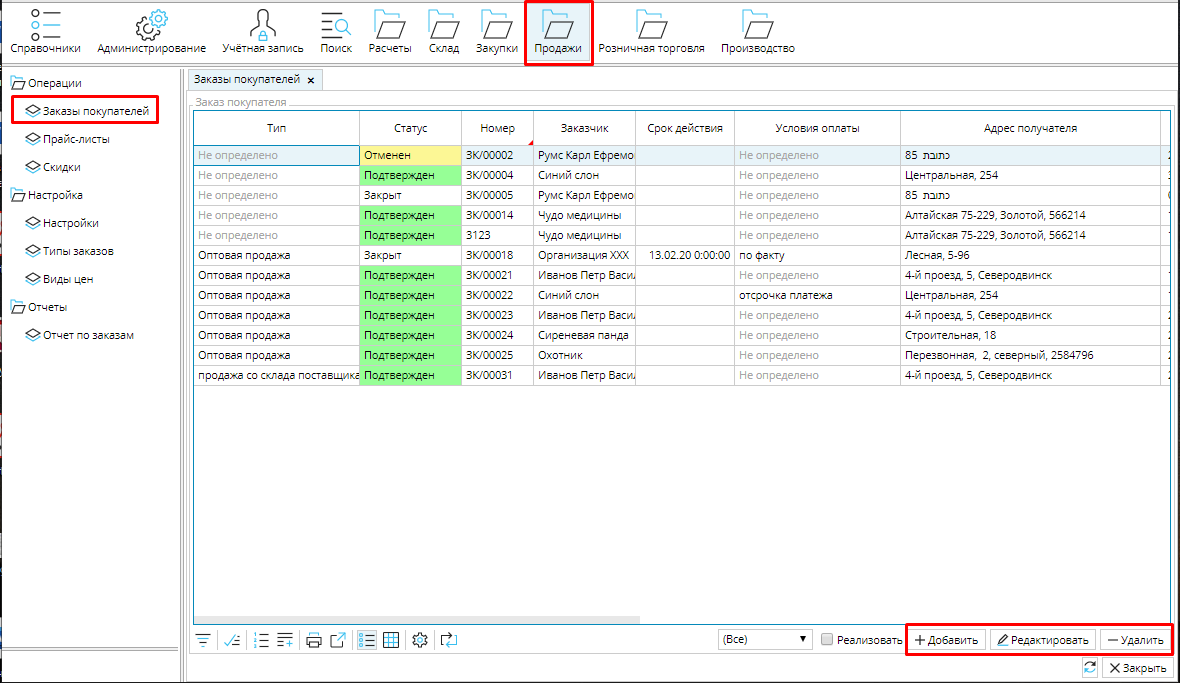 Справочники Администрирование Учётная запись Поиск Расчеты Склад Закупки Продажи Розничная торговля Производство
Операции
Заказы покупателей
Прайс-листы
Скидки
Настройка
Настройки
Типы заказов
Виды цен
Отчеты
Отчет по заказам
Заказы покупателей ×
Заказ покупателя
Тип Статус Номер Заказчик Срок действия Условия оплаты Адрес получателя
Не определено Отменен ЗК/00002 Румс Карл Ефремо Не определено 85 כתובת
Не определено Подтвержден ЗК/00004 Синий слон Не определено Центральная, 254
Не определено Закрыт ЗК/00005 Румс Карл Ефремо Не определено 85 כתובת
Не определено Подтвержден ЗК/00014 Чудо медицины Не определено Алтайская 75-229, Золотой, 566214
Не определено Подтвержден 3123 Чудо медицины Не определено Алтайская 75-229, Золотой, 566214
Оптовая продажа Закрыт ЗК/00018 Организация XXX 13.02.20 0:00:00 по факту Лесная, 5-96
Оптовая продажа Подтвержден ЗК/00021 Иванов Петр Васил Не определено 4-й проезд, 5, Северодвинск
Оптовая продажа Подтвержден ЗК/00022 Синий слон отсрочка платежа Центральная, 254
Оптовая продажа Подтвержден ЗК/00023 Иванов Петр Васил Не определено 4-й проезд, 5, Северодвинск
Оптовая продажа Подтвержден ЗК/00024 Сиреневая панда Не определено Строительная, 18
Оптовая продажа Подтвержден ЗК/00025 Охотник Не определено Перезвонная, 2, северный, 2584796
продажа со склада поставщика Подтвержден ЗК/00031 Иванов Петр Васил Не определено 4-й проезд, 5, Северодвинск
(Все) Реализовать Добавить Редактировать Удалить
Закрыть